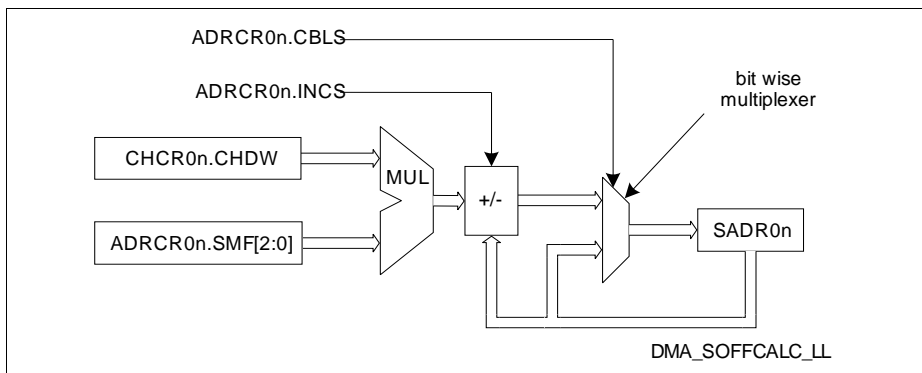 ADRCR0n.CBLS
ADRCR0n.INCS
bit wise
multiplexer
CHCR0n.CHDW
MUL
+/-
ADRCR0n.SMF[2:0]
SADR0n
DMA_SOFFCALC_LL